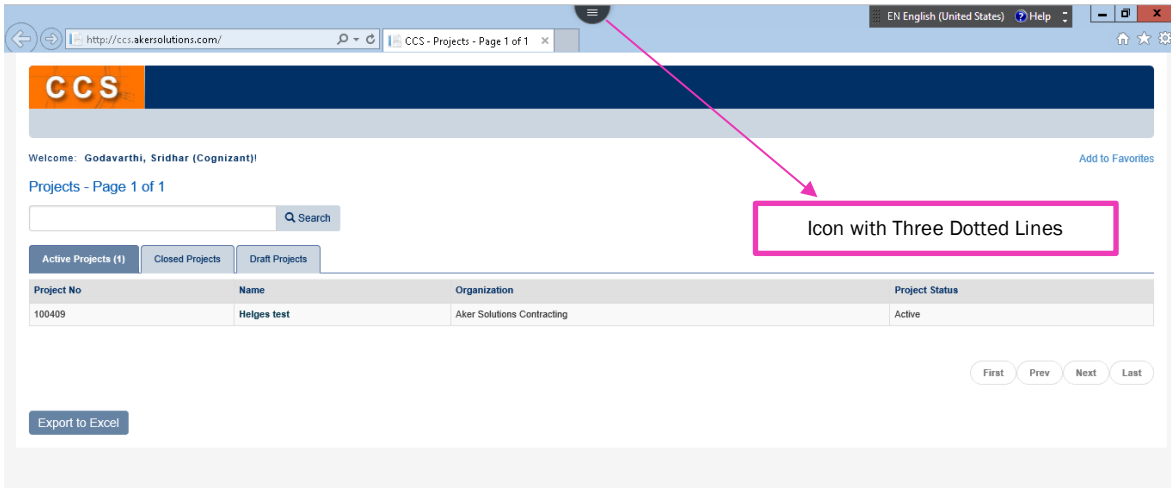 EN English (United States) Help
http://ccs.akersolutions.com/
CCS - Projects - Page 1 of 1
CCS
Welcome: Godavarthi, Sridhar (Cognizant)!
Add to Favorites
Projects - Page 1 of 1
Search
Icon with Three Dotted Lines
Active Projects (1) Closed Projects Draft Projects
Project No Name Organization Project Status
100409 Helges test Aker Solutions Contracting Active
First Prev Next Last
Export to Excel